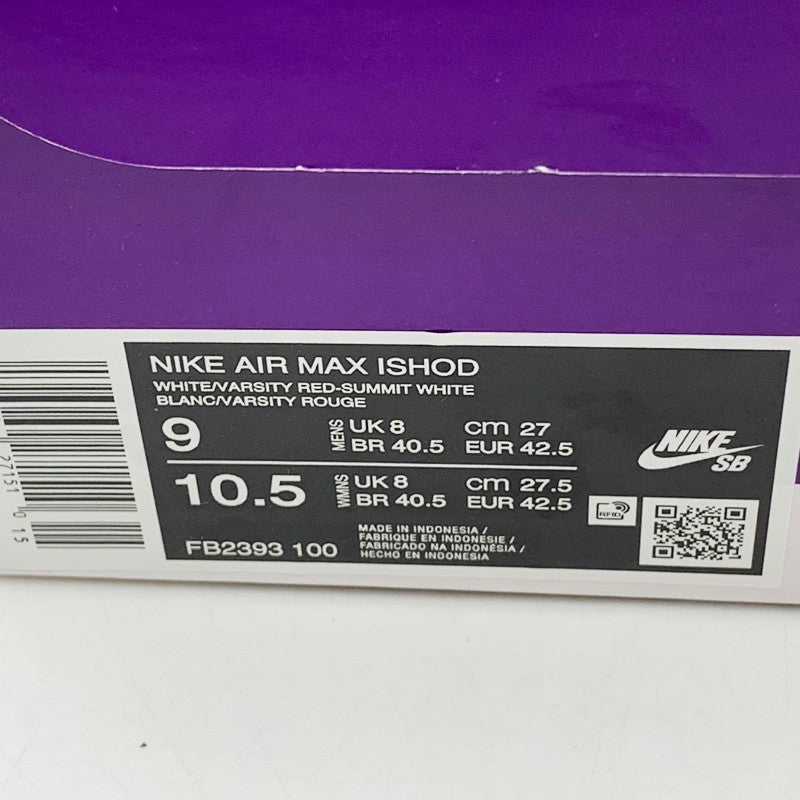 NIKE AIR MAX ISHOD
WHITE/VARSITY RED-SUMMIT WHITE
BLANC/VARSITY ROUGE
9 MENS UK 8 cm 27
BR 40.5 EUR 42.5
10.5 WMNS UK 8 cm 27.5
BR 40.5 EUR 42.5
FB2393 100
MADE IN INDONESIA /
FABRIQUE EN INDONESIE /
FABRICADO NA INDONÉSIA /
HECHO EN INDONESIA
NIKE
SB
RFID
27151 015